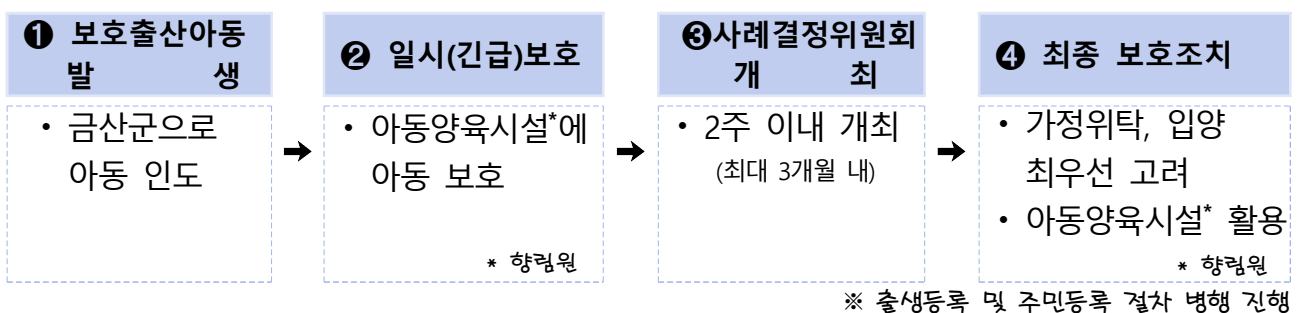 ❶ 보호출산아동
발 생
• 금산군으로
아동 인도
➡
❷ 일시(긴급)보호
• 아동양육시설*에
아동 보호
* 향림원
➡
❸사례결정위원회
개 최
• 2주 이내 개최
(최대 3개월 내)
➡
❹ 최종 보호조치
• 가정위탁, 입양
최우선 고려
• 아동양육시설* 활용
* 향림원
※ 출생등록 및 주민등록 절차 병행 진행